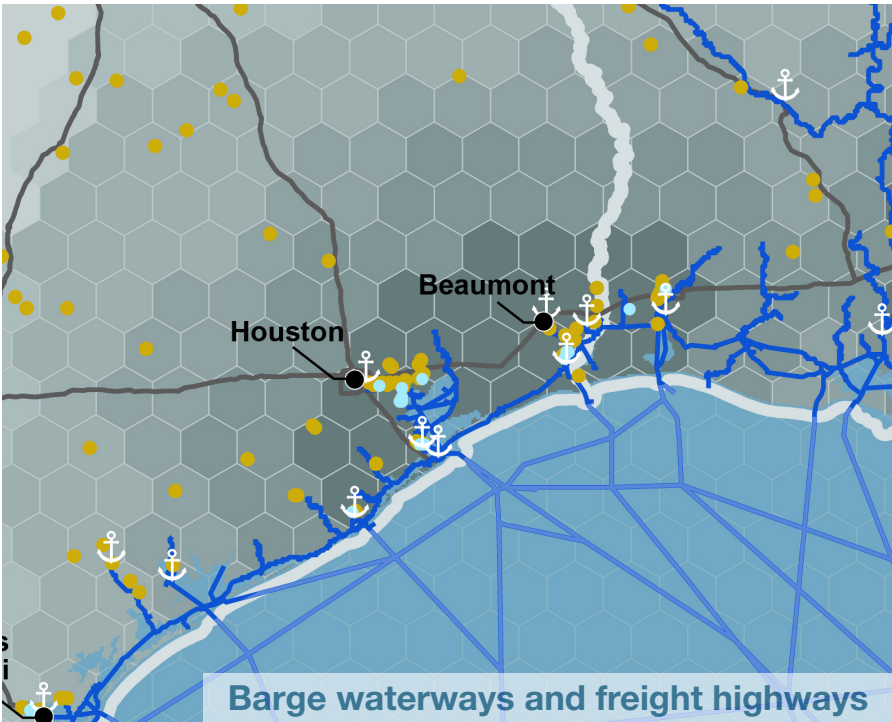 Beaumont
Houston
s
i
Barge waterways and freight highways